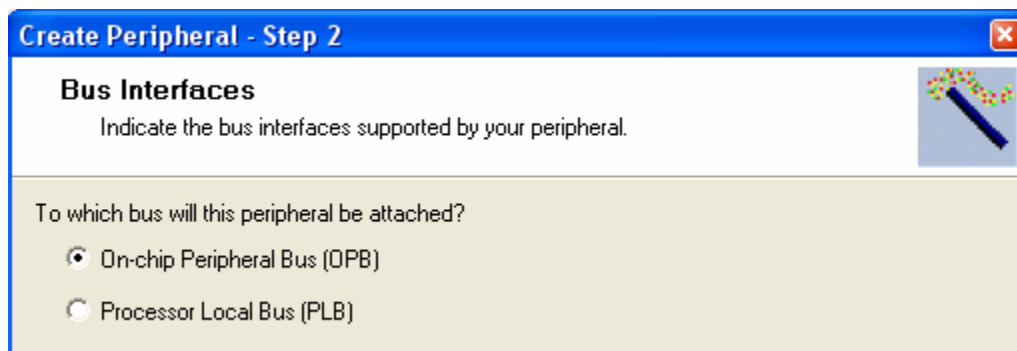 Create Peripheral - Step 2
Bus Interfaces
Indicate the bus interfaces supported by your peripheral.
To which bus will this peripheral be attached?
On-chip Peripheral Bus (OPB)
Processor Local Bus (PLB)